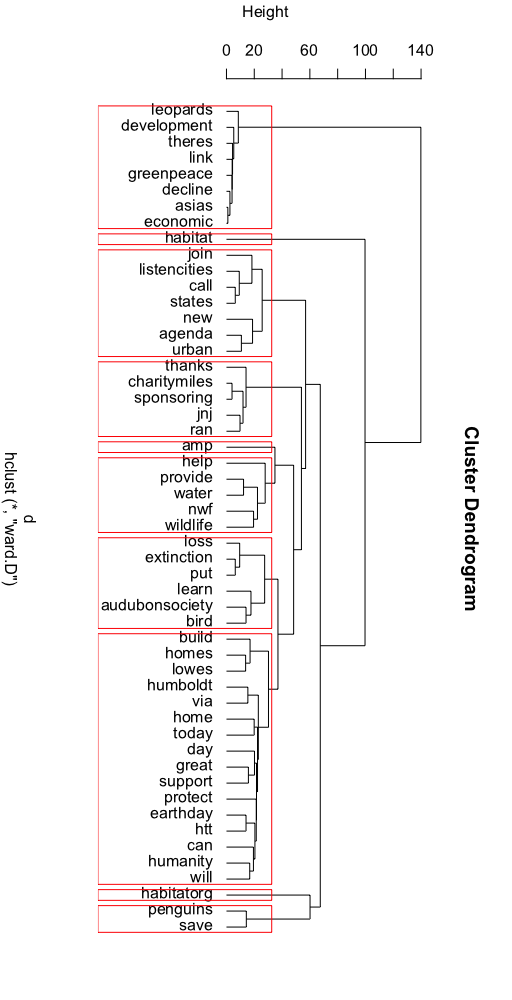 Height
0 20 60 100 140
leopards
development
theres
link
greenpeace
decline
asias
economic
habitat
join
listencities
call
states
new
agenda
urban
thanks
charitymiles
sponsoring
jnj
ran
amp
help
provide
water
nwf
wildlife
loss
extinction
put
learn
audubonsociety
bird
build
homes
lowes
humboldt
via
home
today
day
great
support
protect
earthday
htt
can
humanity
will
habitatorg
penguins
save
Cluster Dendrogram
d
hclust (*, "ward.D")